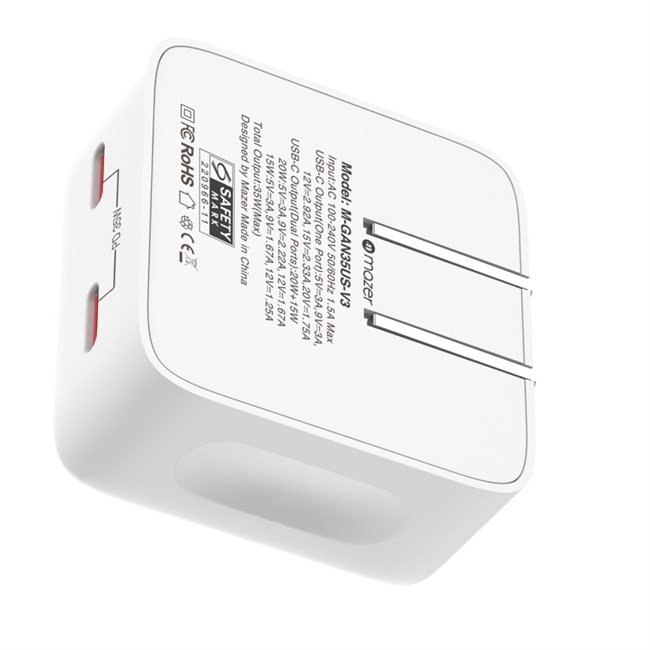 mazer
Model: M-GAN35US-V3
Input:AC 100-240V 50/60Hz 1.5A Max
USB-C Output(One Port):5V=3A,9V=3A,
12V=2.92A,15V=2.33A,20V=1.75A
USB-C Output(Dual Ports):20W+15W
20W:5V=3A,9V=2.22A,12V=1.67A
15W:5V=3A,9V=1.67A,12V=1.25A
Total Output:35W(Max)
Designed by Mazer Made in China
SAFETY
MARK
220966-11
FC RoHS CE
PD 35W